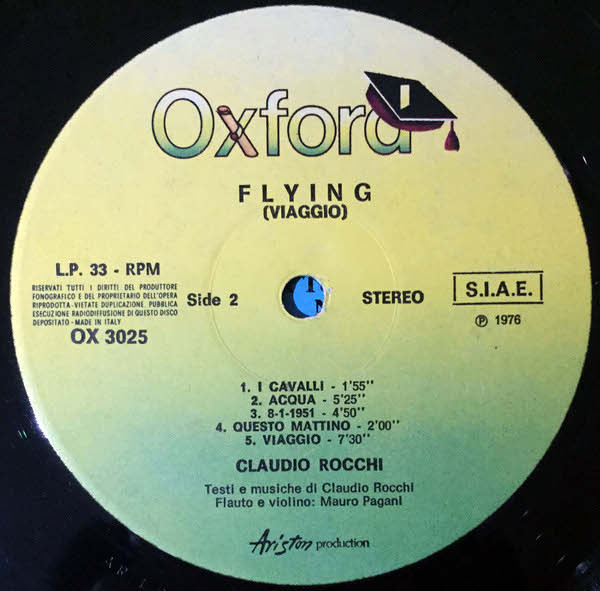 Oxford
FLYING
(VIAGGIO)
L.P. 33 - RPM
RISERVATI TUTTI I DIRITTI DEL PRODUTTORE
FONOGRAFICO E DEL PROPRIETARIO DELL'OPERA
RIPRODOTTA - VIETATE DUPLICAZIONE, PUBBLICA
ESECUZIONE RADIODIFFUSIONE DI QUESTO DISCO
DEPOSITATO - MADE IN ITALY
OX 3025
Side 2
STEREO
S.I.A.E.
Ⓟ 1976
1. I CAVALLI - 1'55''
2. ACQUA - 5'25''
3. 8-1-1951 - 4'50''
4. QUESTO MATTINO - 2'00''
5. VIAGGIO - 7'30''
CLAUDIO ROCCHI
Testi e musiche di Claudio Rocchi
Flauto e violino: Mauro Pagani
Ariston production